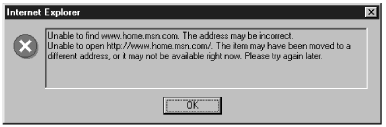 Internet Explorer
Unable to find www.home.msn.com. The address may be incorrect.
Unable to open http://www.home.msn.com/. The item may have been moved to a
different address, or it may not be available right now. Please try again later.
OK